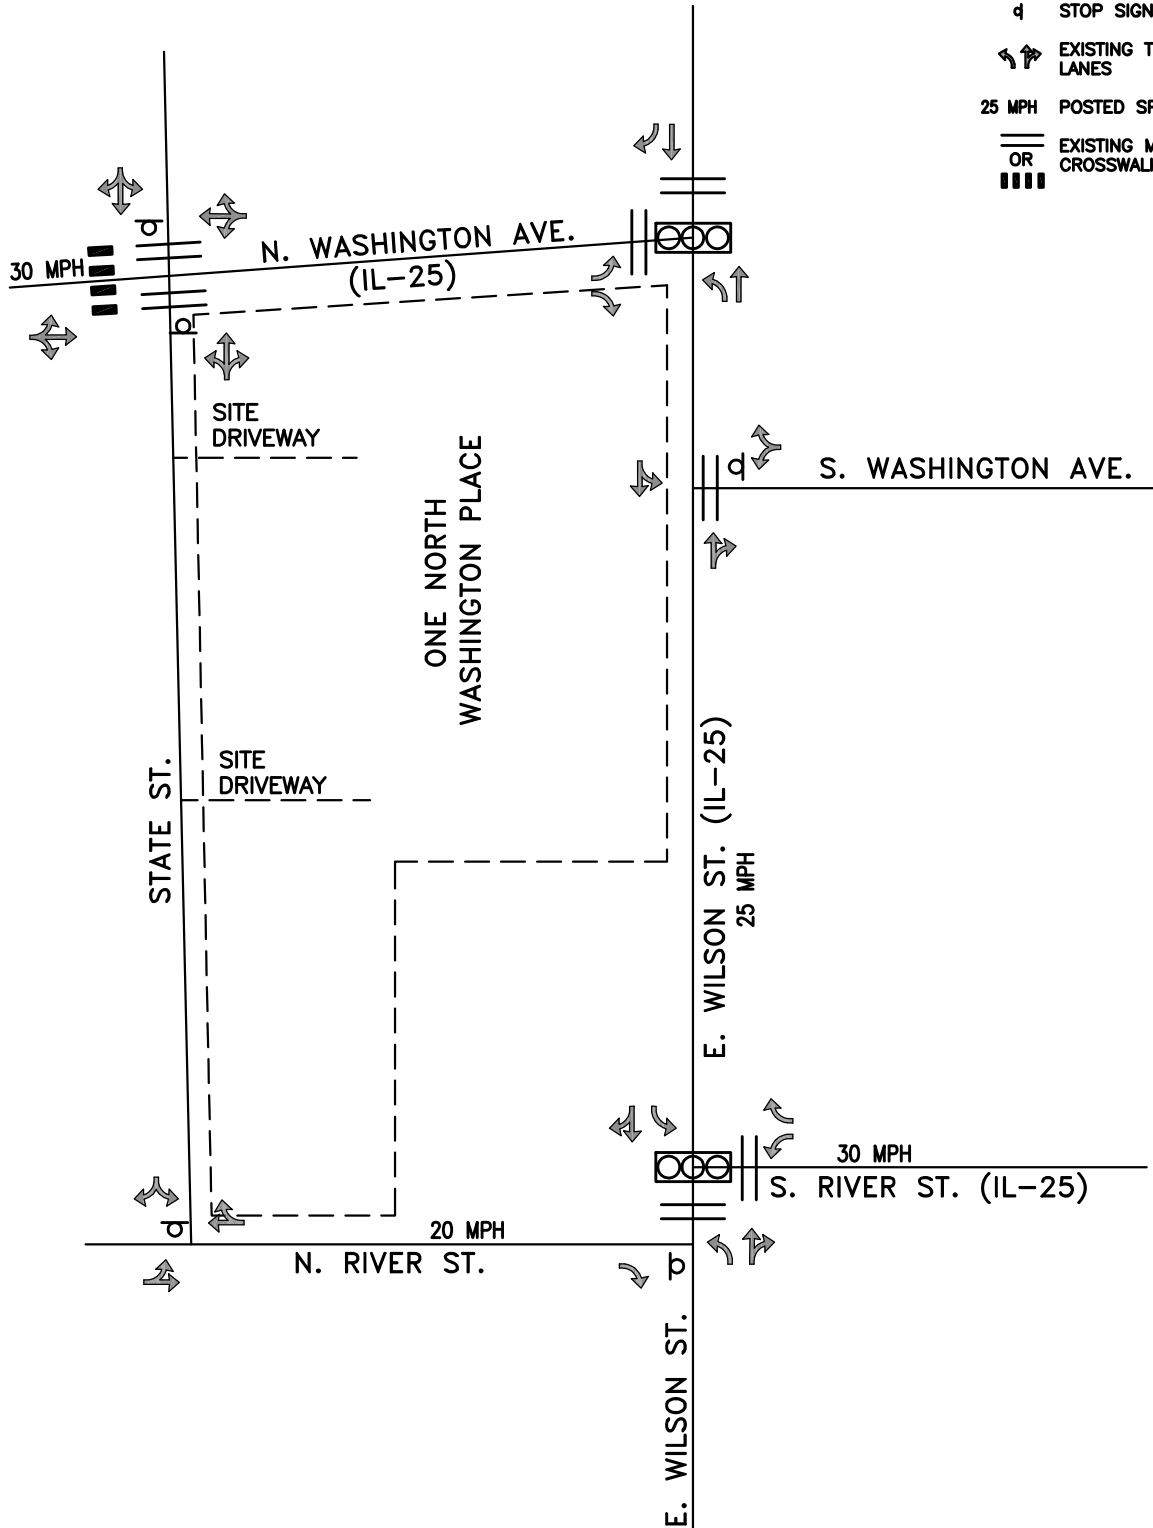 STOP SIGN
EXISTING
LANES
25 MPH POSTED
EXISTING
OR
N. WASHINGTON AVE.
(IL-25)
30 MPH
SITE
DRIVEWAY
ONE NORTH
WASHINGTON PLACE
S. WASHINGTON AVE.
SITE
DRIVEWAY
STATE ST.
E. WILSON ST. (IL-25)
25 MPH
30 MPH
S. RIVER ST. (IL-25)
20 MPH
N. RIVER ST.
E. WILSON ST.